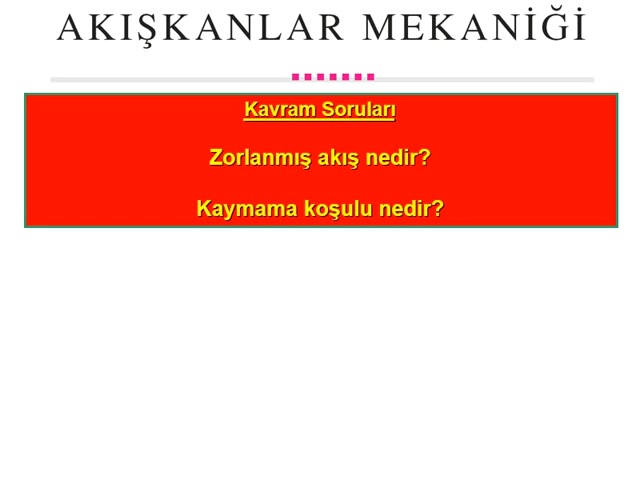 AKIŞKANLAR MEKANİĞİ
Kavram Soruları
Zorlanmış akış nedir?
Kaymama koşulu nedir?